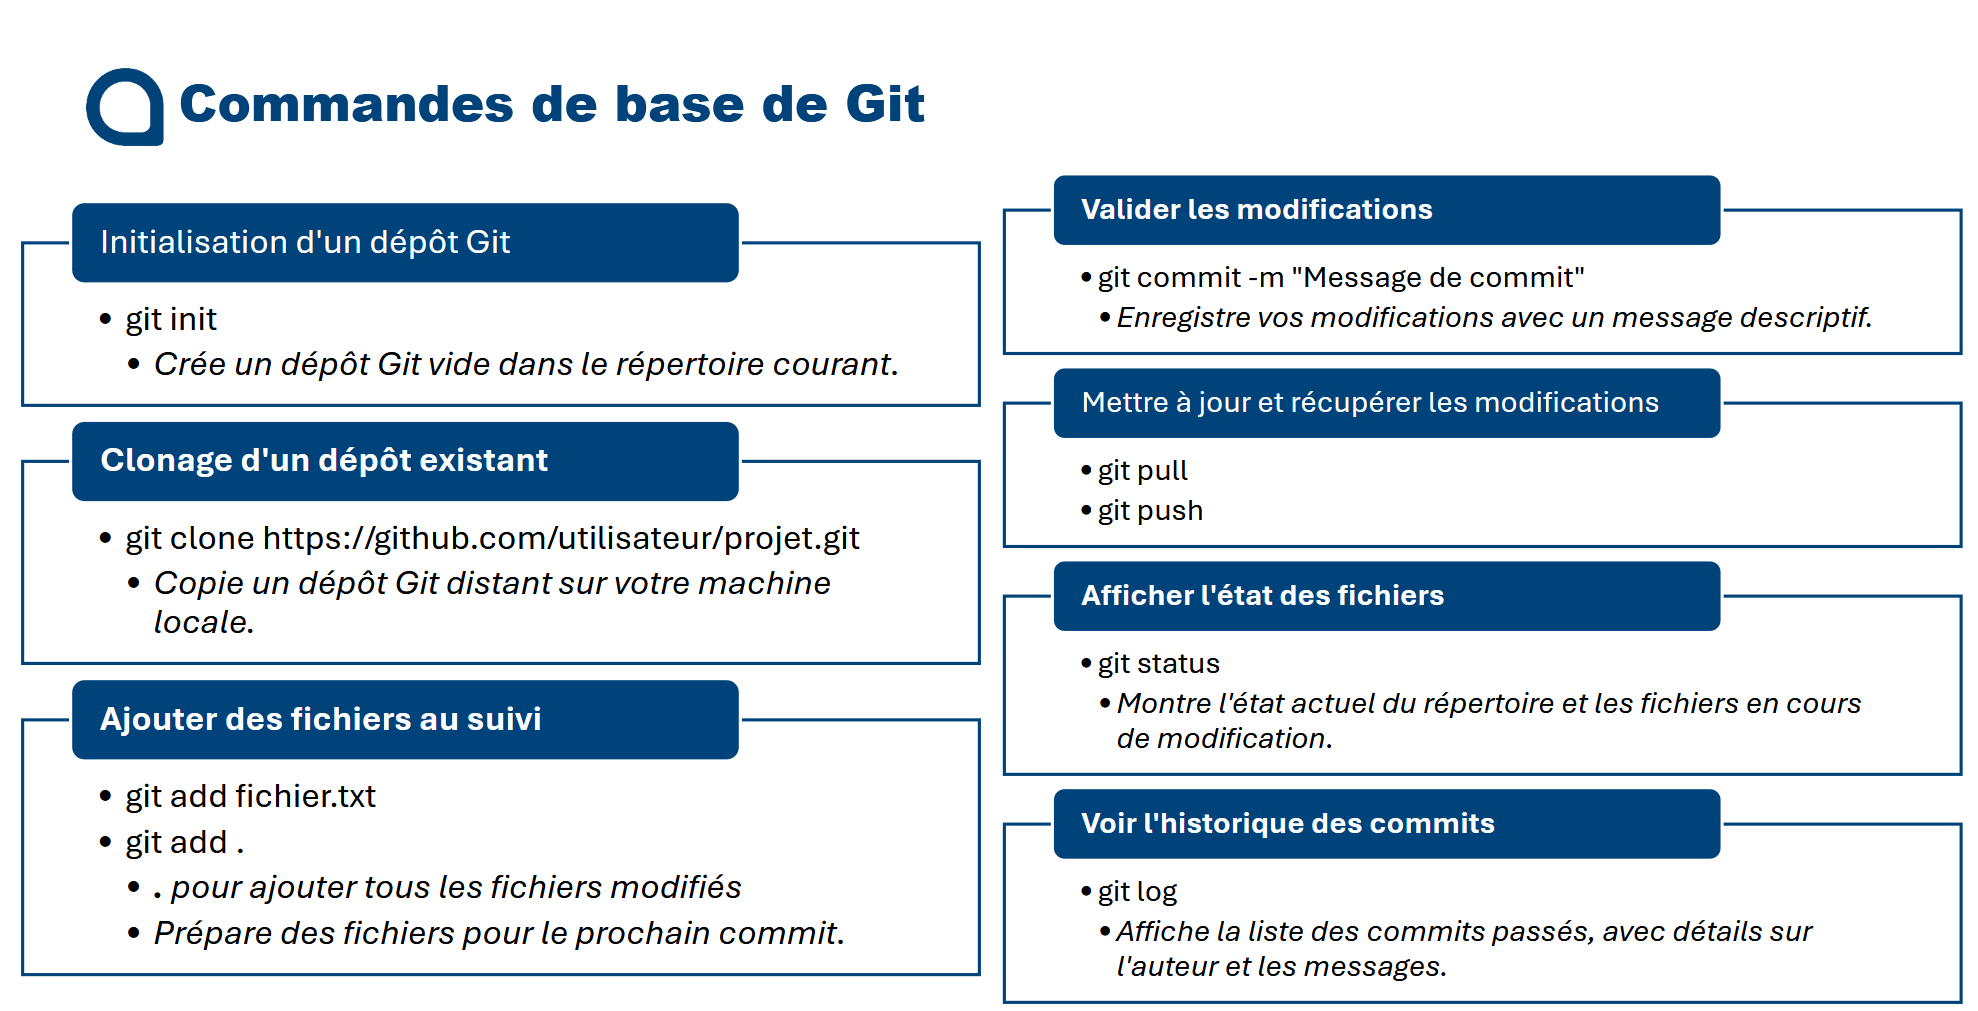 Commandes de base de Git
Initialisation d'un dépôt Git
• git init
• Crée un dépôt Git vide dans le répertoire courant.
Clonage d'un dépôt existant
• git clone https://github.com/utilisateur/projet.git
• Copie un dépôt Git distant sur votre machine
locale.
Ajouter des fichiers au suivi
• git add fichier.txt
• git add .
• . pour ajouter tous les fichiers modifiés
• Prépare des fichiers pour le prochain commit.
Valider les modifications
• git commit -m "Message de commit"
• Enregistre vos modifications avec un message descriptif.
Mettre à jour et récupérer les modifications
• git pull
• git push
Afficher l'état des fichiers
• git status
• Montre l'état actuel du répertoire et les fichiers en cours
de modification.
Voir l'historique des commits
• git log
• Affiche la liste des commits passés, avec détails sur
l'auteur et les messages.